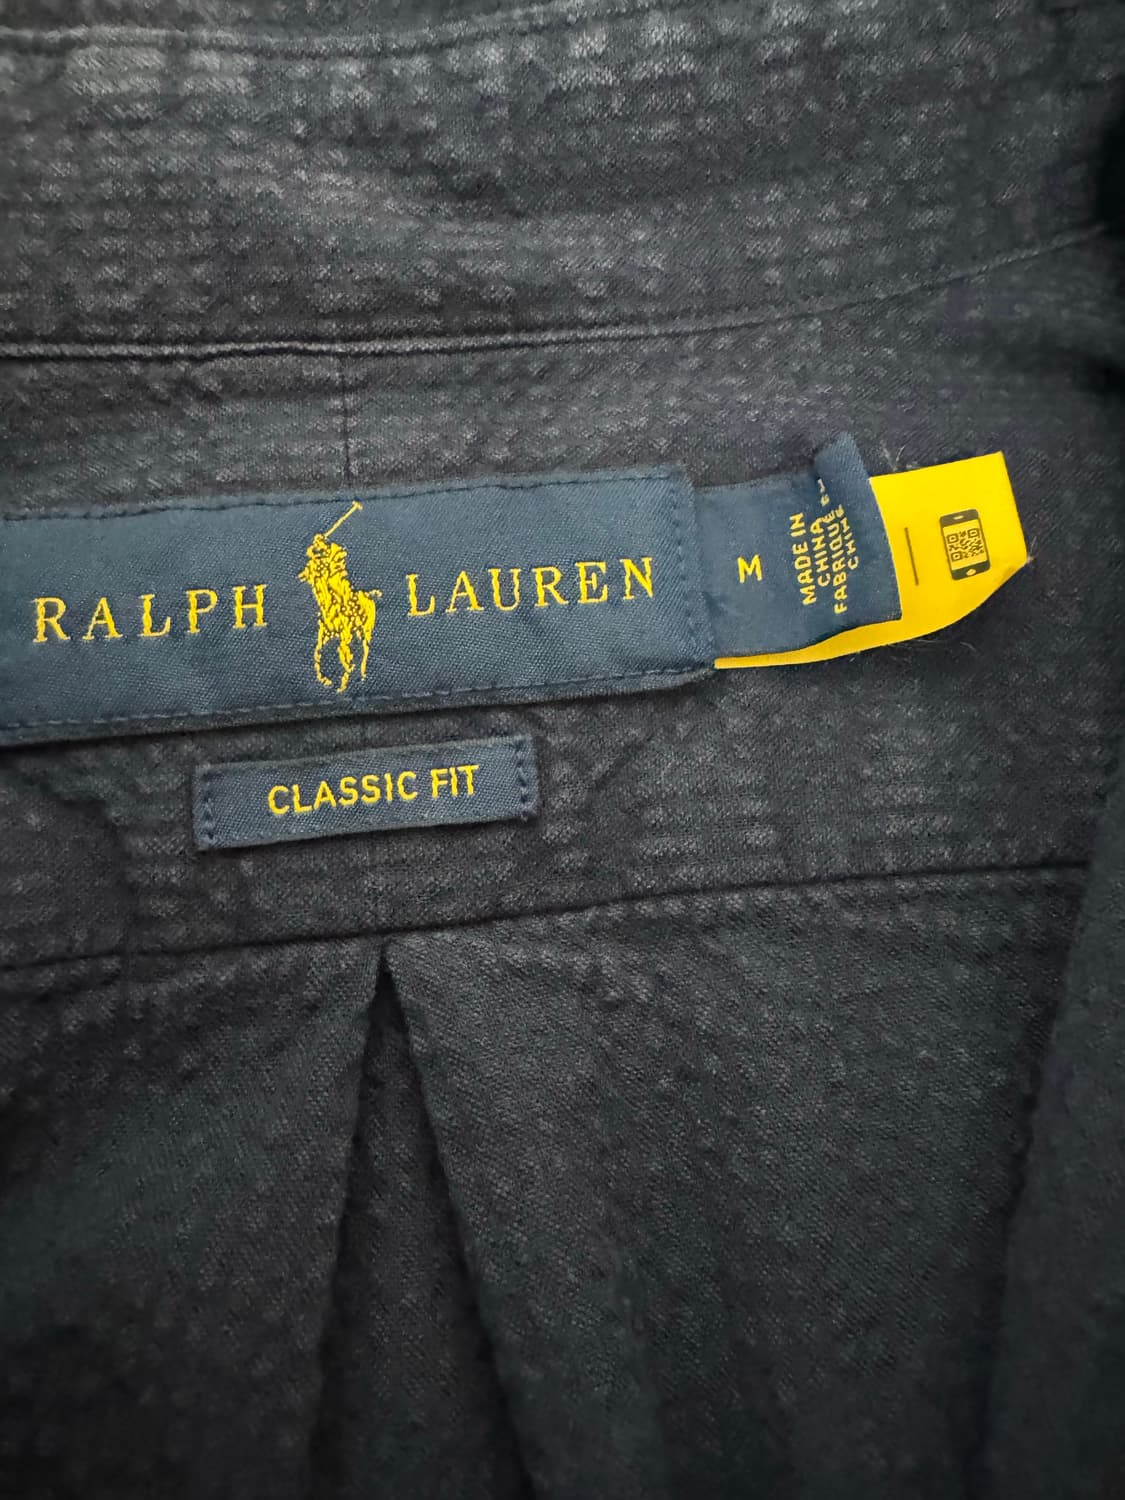 RALPH LAUREN
M
MADE IN
CHINA
FABRIQUÉ EN
CHINE
CLASSIC FIT